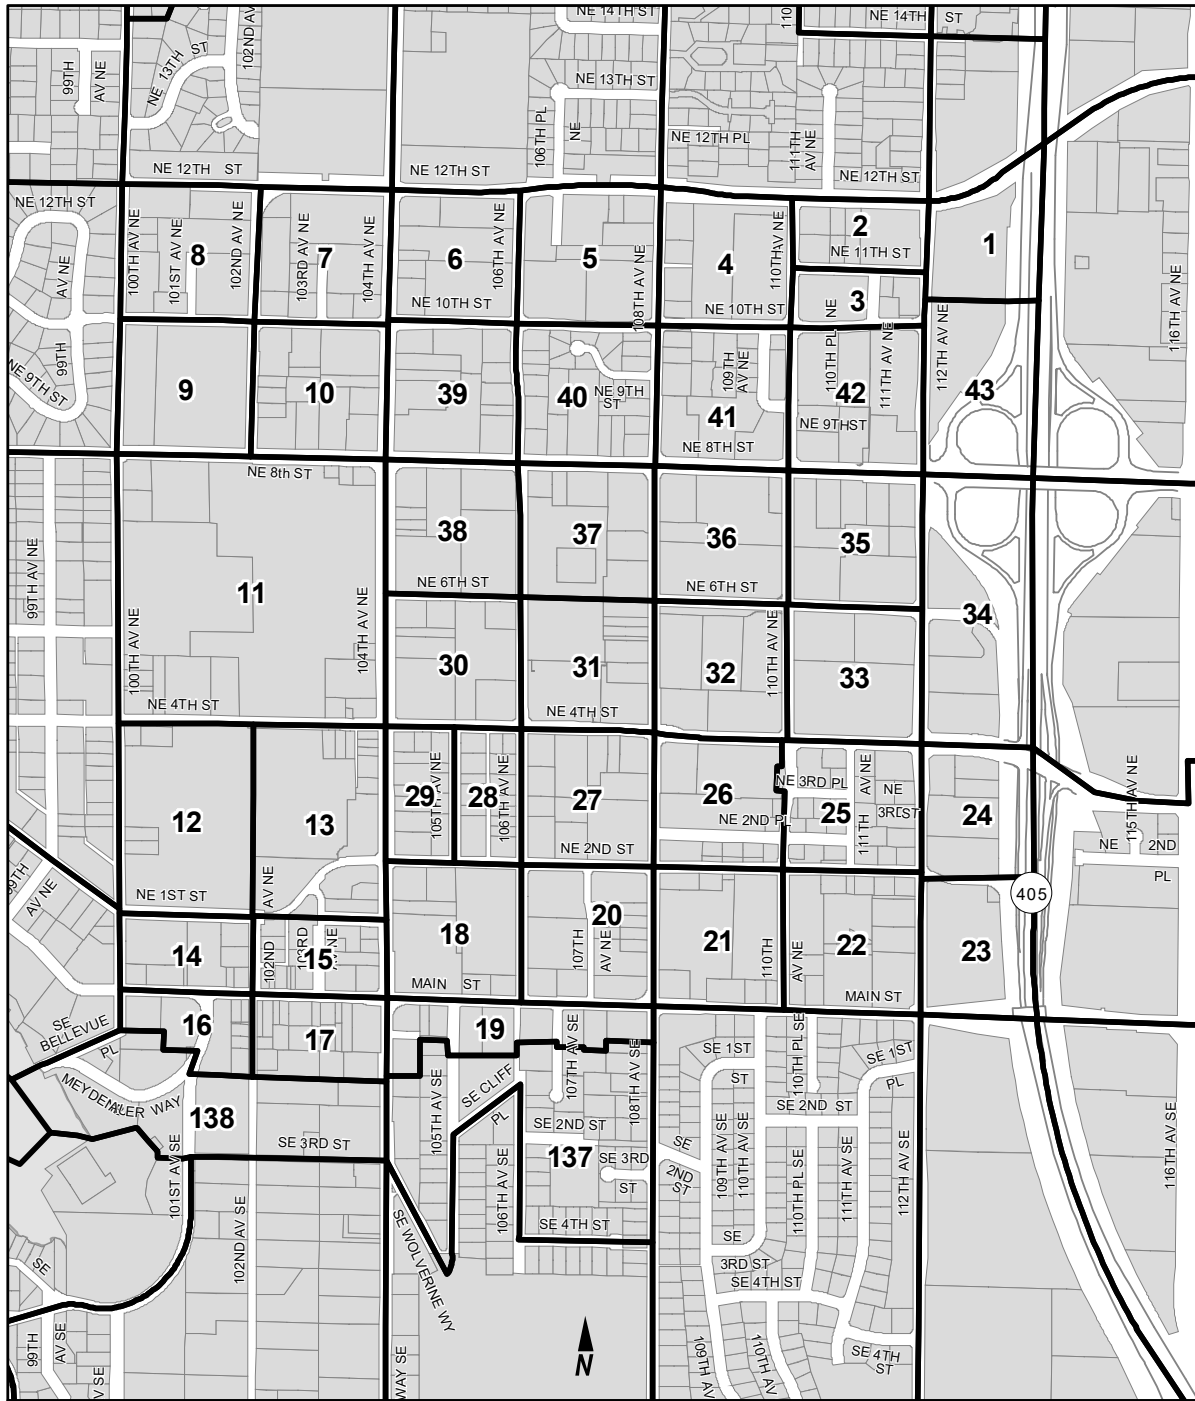 NE 14TH ST
NE 14TH ST
110
102ND AV
NE 13TH ST
99TH AV NE
NE 13TH ST
106TH PL NE
NE 12TH PL
111TH AV NE
NE 12TH ST
NE 12TH ST
NE 12TH ST
NE 12TH ST
100TH AV NE
101ST AV NE
8
102ND AV NE
103RD AV NE
7
104TH AV NE
6
106TH AV NE
5
108TH AV NE
4
110TH AV NE
2
NE 11TH ST
1
AV NE
99TH
NE 10TH ST
NE 10TH ST
3
110TH PL NE
111TH AV NE
112TH AV NE
116TH AV NE
NE 9TH ST
9
10
39
40
NE 9TH ST
109TH AV NE
41
NE 8TH ST
42
NE 9TH ST
43
NE 8th ST
38
37
36
35
99TH AV NE
11
NE 6TH ST
NE 6TH ST
34
100TH AV NE
104TH AV NE
30
31
32
110TH AV NE
33
NE 4TH ST
NE 4TH ST
12
13
29
105TH AV NE
28
106TH AV NE
27
26
NE 3RD PL
AV NE
111TH
25
NE
3RD ST
24
115TH AV NE
NE 2ND PL
NE 2ND ST
NE 2ND
PL
99TH
AV NE
NE 1ST ST
AV NE
102ND
405
14
103RD
AV NE
15
18
107TH
AV NE
20
21
110TH
AV NE
22
23
MAIN ST
MAIN ST
SE
BELLEVUE
PL
16
17
19
107TH AV SE
108TH AV SE
SE 1ST
ST
110TH PL SE
SE 1ST
PL
MEYDENBAUER WAY
138
105TH AV SE
SE CLIFF
PL
SE 2ND ST
SE 2ND ST
SE 3RD ST
101ST AV SE
102ND AV SE
106TH AV SE
137
SE 3RD
ST
SE
2ND ST
109TH AV SE
110TH AV SE
110TH PL SE
111TH AV SE
112TH AV SE
116TH AV SE
SE 4TH ST
SE
3RD ST
SE 4TH ST
SE
SE WOLVERINE WY
N
99TH
AV SE
V SE
WAY SE
109TH AV
110TH AV
SE 4TH
ST